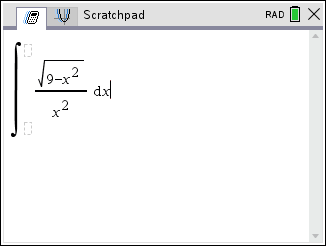 Scratchpad RAD
∫ √(9−x²) / x² dx